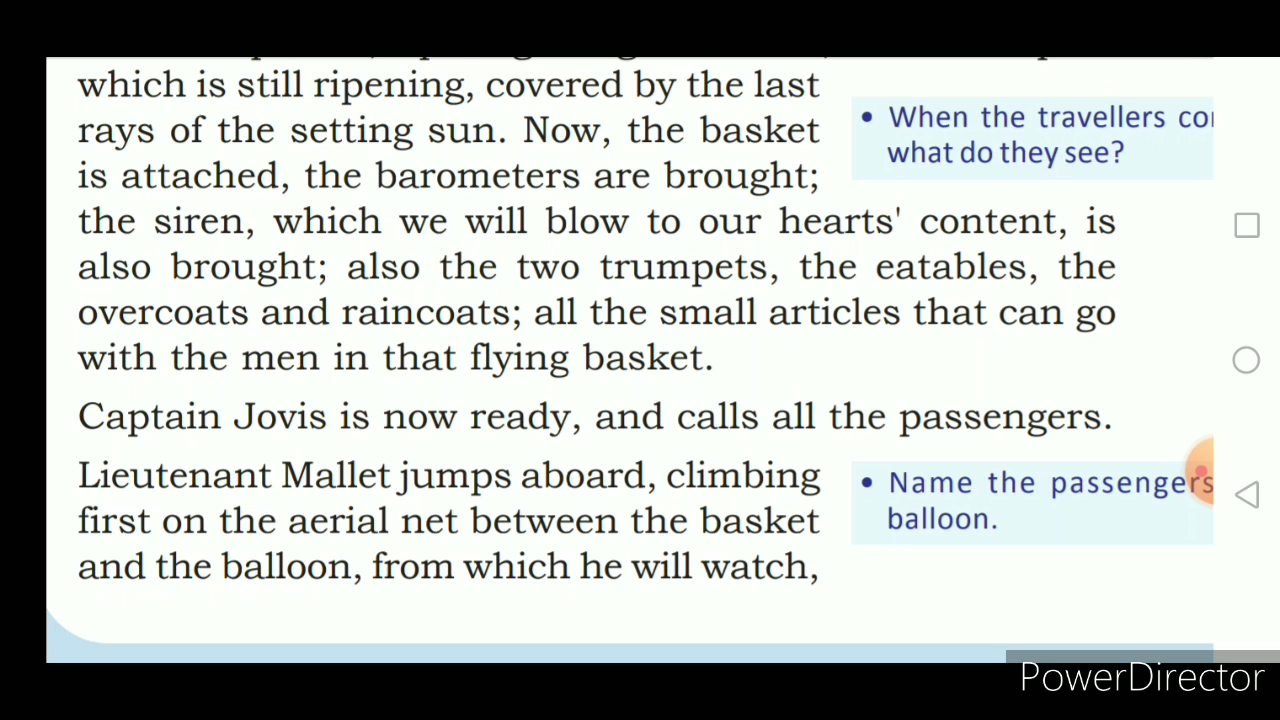 which is still ripening, covered by the last
rays of the setting sun. Now, the basket
is attached, the barometers are brought;
the siren, which we will blow to our hearts' content, is
also brought; also the two trumpets, the eatables, the
overcoats and raincoats; all the small articles that can go
with the men in that flying basket.
Captain Jovis is now ready, and calls all the passengers.
Lieutenant Mallet jumps aboard, climbing
first on the aerial net between the basket
and the balloon, from which he will watch,
• When the travellers
what do they see?
• Name the passengers
balloon.
PowerDirector